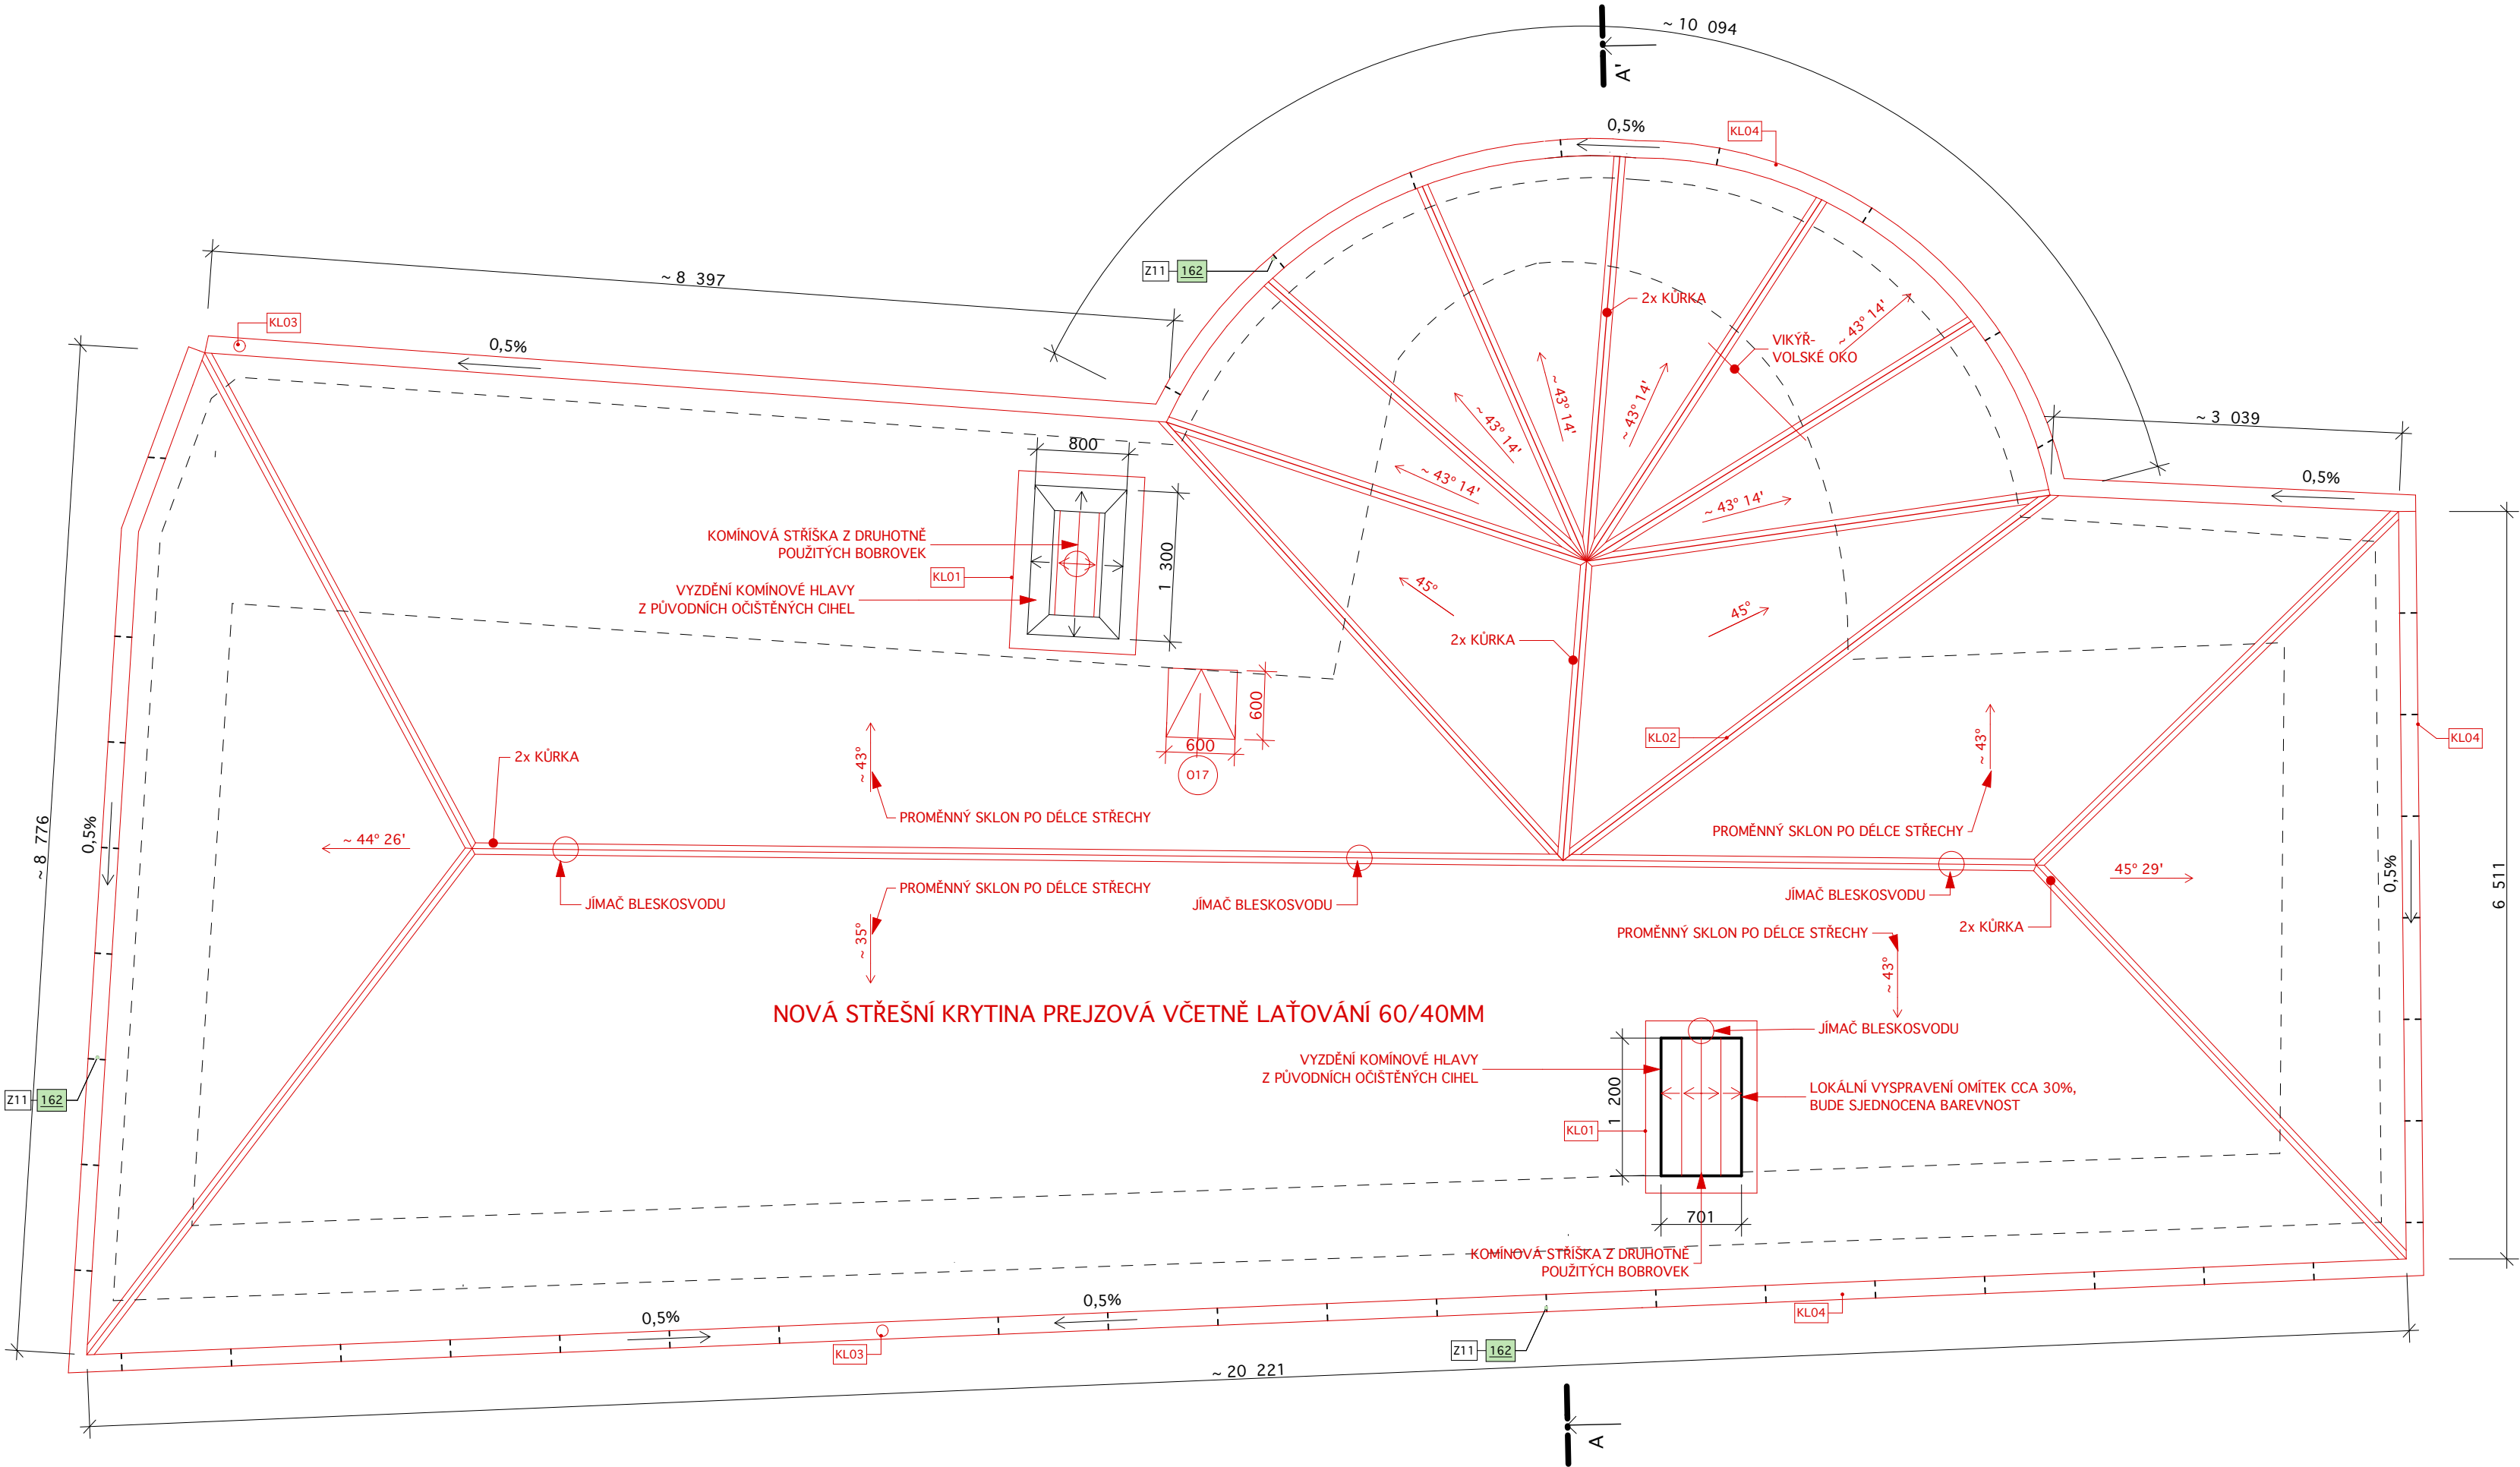 ~ 10 094
A'
0,5%
KL04
Z11
162
~ 8 397
2x KŮRKA
~ 43° 14'
VIKÝŘ-
VOLSKÉ OKO
KL03
0,5%
~ 43° 14'
~ 43° 14'
~ 43° 14'
~ 3 039
800
~ 43° 14'
~ 43° 14'
0,5%
KOMÍNOVÁ STŘÍŠKA Z DRUHOTNĚ
POUŽITÝCH BOBROVEK
KL01
1 300
VYZDĚNÍ KOMÍNOVÉ HLAVY
Z PŮVODNÍCH OČIŠTĚNÝCH CIHEL
45°
45°
2x KŮRKA
600
600
O17
KL02
KL04
2x KŮRKA
~ 43°
PROMĚNNÝ SKLON PO DÉLCE STŘECHY
~ 43°
PROMĚNNÝ SKLON PO DÉLCE STŘECHY
~ 8 776
0,5%
~ 44° 26'
45° 29'
0,5%
6 511
PROMĚNNÝ SKLON PO DÉLCE STŘECHY
JÍMAČ BLESKOSVODU
JÍMAČ BLESKOSVODU
JÍMAČ BLESKOSVODU
~ 35°
PROMĚNNÝ SKLON PO DÉLCE STŘECHY
2x KŮRKA
~ 43°
NOVÁ STŘEŠNÍ KRYTINA PREJZOVÁ VČETNĚ LAŤOVÁNÍ 60/40MM
JÍMAČ BLESKOSVODU
VYZDĚNÍ KOMÍNOVÉ HLAVY
Z PŮVODNÍCH OČIŠTĚNÝCH CIHEL
1 200
LOKÁLNÍ VYSPRAVENÍ OMÍTEK CCA 30%,
BUDE SJEDNOCENA BAREVNOST
Z11
162
KL01
701
KOMÍNOVÁ STŘÍŠKA Z DRUHOTNĚ
POUŽITÝCH BOBROVEK
0,5%
0,5%
KL04
KL03
Z11
162
~ 20 221
A